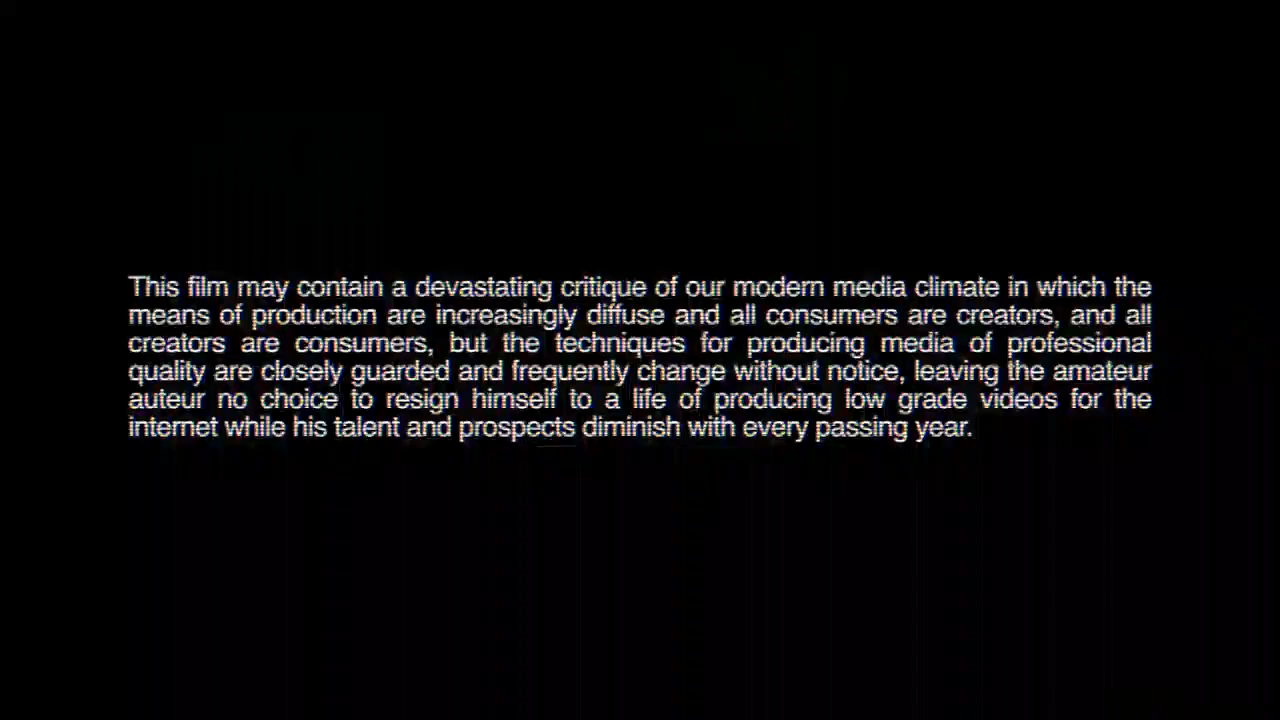 This film may contain a devastating critique of our modern media climate in which the
means of production are increasingly diffuse and all consumers are creators, and all
creators are consumers, but the techniques for producing media of professional
quality are closely guarded and frequently change without notice, leaving the amateur
auteur no choice to resign himself to a life of producing low grade videos for the
internet while his talent and prospects diminish with every passing year.